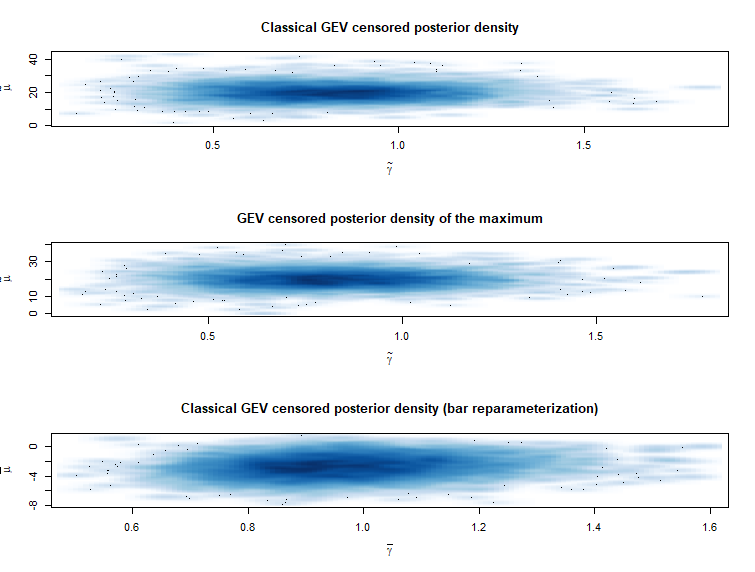 Classical GEV censored posterior density
40
20
0
μ
0.5 1.0 1.5
γ̃
GEV censored posterior density of the maximum
30
10
0
μ
0.5 1.0 1.5
γ̃
Classical GEV censored posterior density (bar reparameterization)
0
-4
-8
μ
0.6 0.8 1.0 1.2 1.4 1.6
γ̅